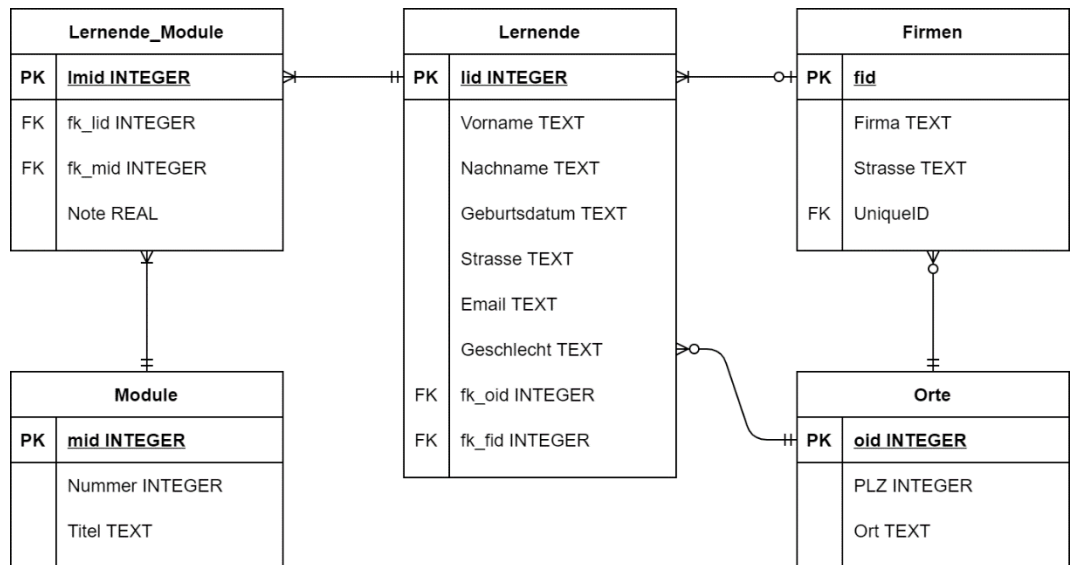 Lernende_Module
PK lmid INTEGER
FK fk_lid INTEGER
FK fk_mid INTEGER
Note REAL
Lernende
PK lid INTEGER
Vorname TEXT
Nachname TEXT
Geburtsdatum TEXT
Strasse TEXT
Email TEXT
Geschlecht TEXT
FK fk_oid INTEGER
FK fk_fid INTEGER
Firmen
PK fid
Firma TEXT
Strasse TEXT
FK UniqueID
Module
PK mid INTEGER
Nummer INTEGER
Titel TEXT
Orte
PK oid INTEGER
PLZ INTEGER
Ort TEXT